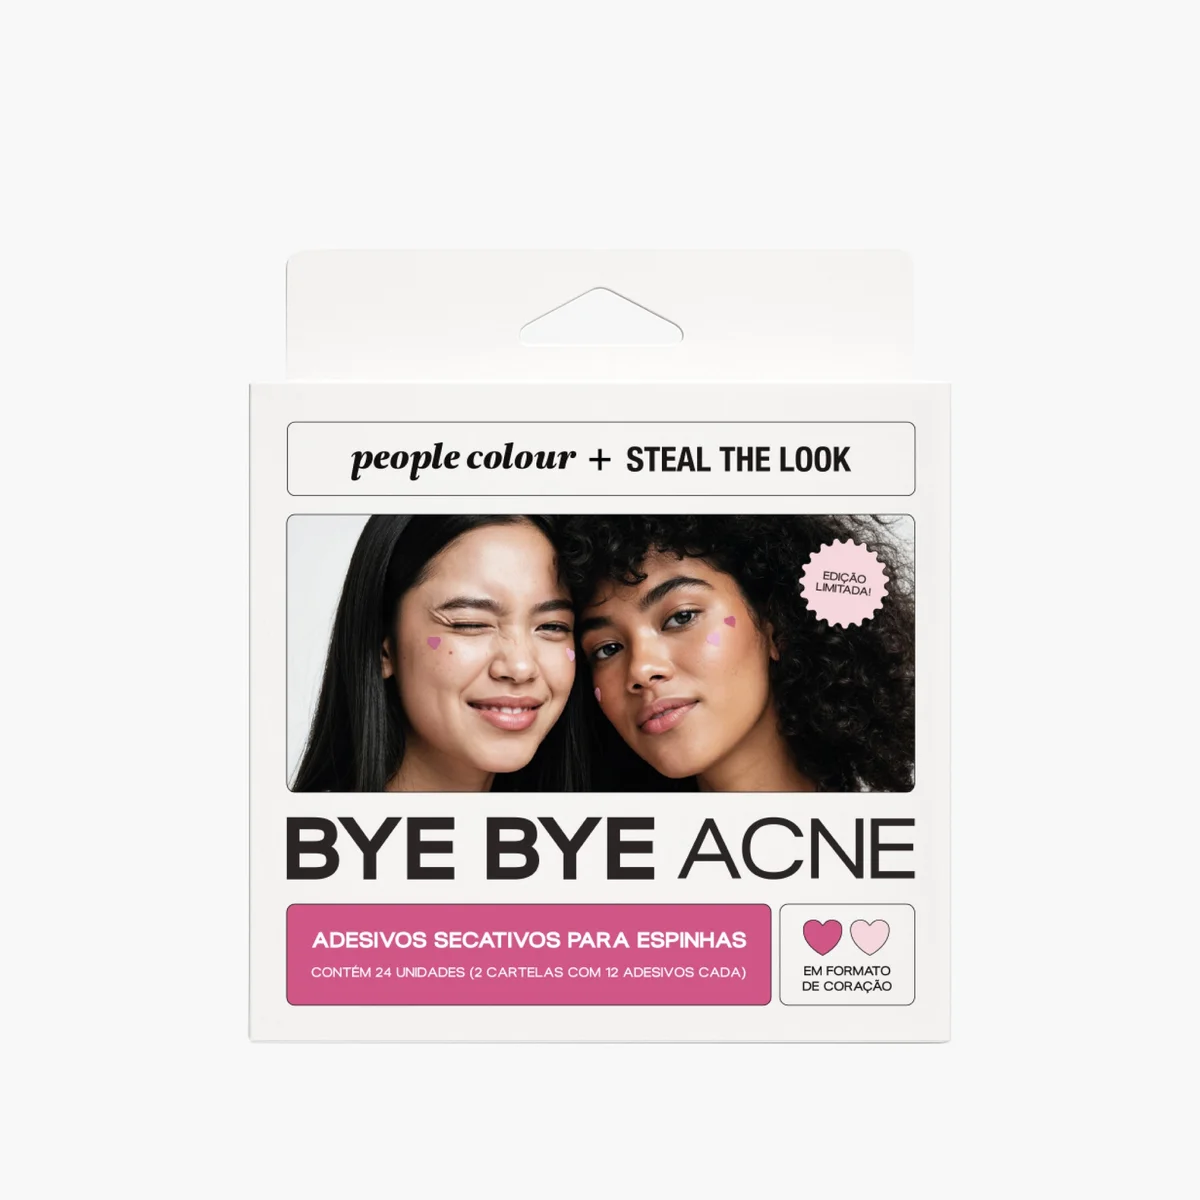 people colour + STEAL THE LOOK
EDIÇÃO
LIMITADA!
BYE BYE ACNE
ADESIVOS SECATIVOS PARA ESPINHAS
CONTÉM 24 UNIDADES (2 CARTELAS COM 12 ADESIVOS CADA)
EM FORMATO
DE CORAÇÃO